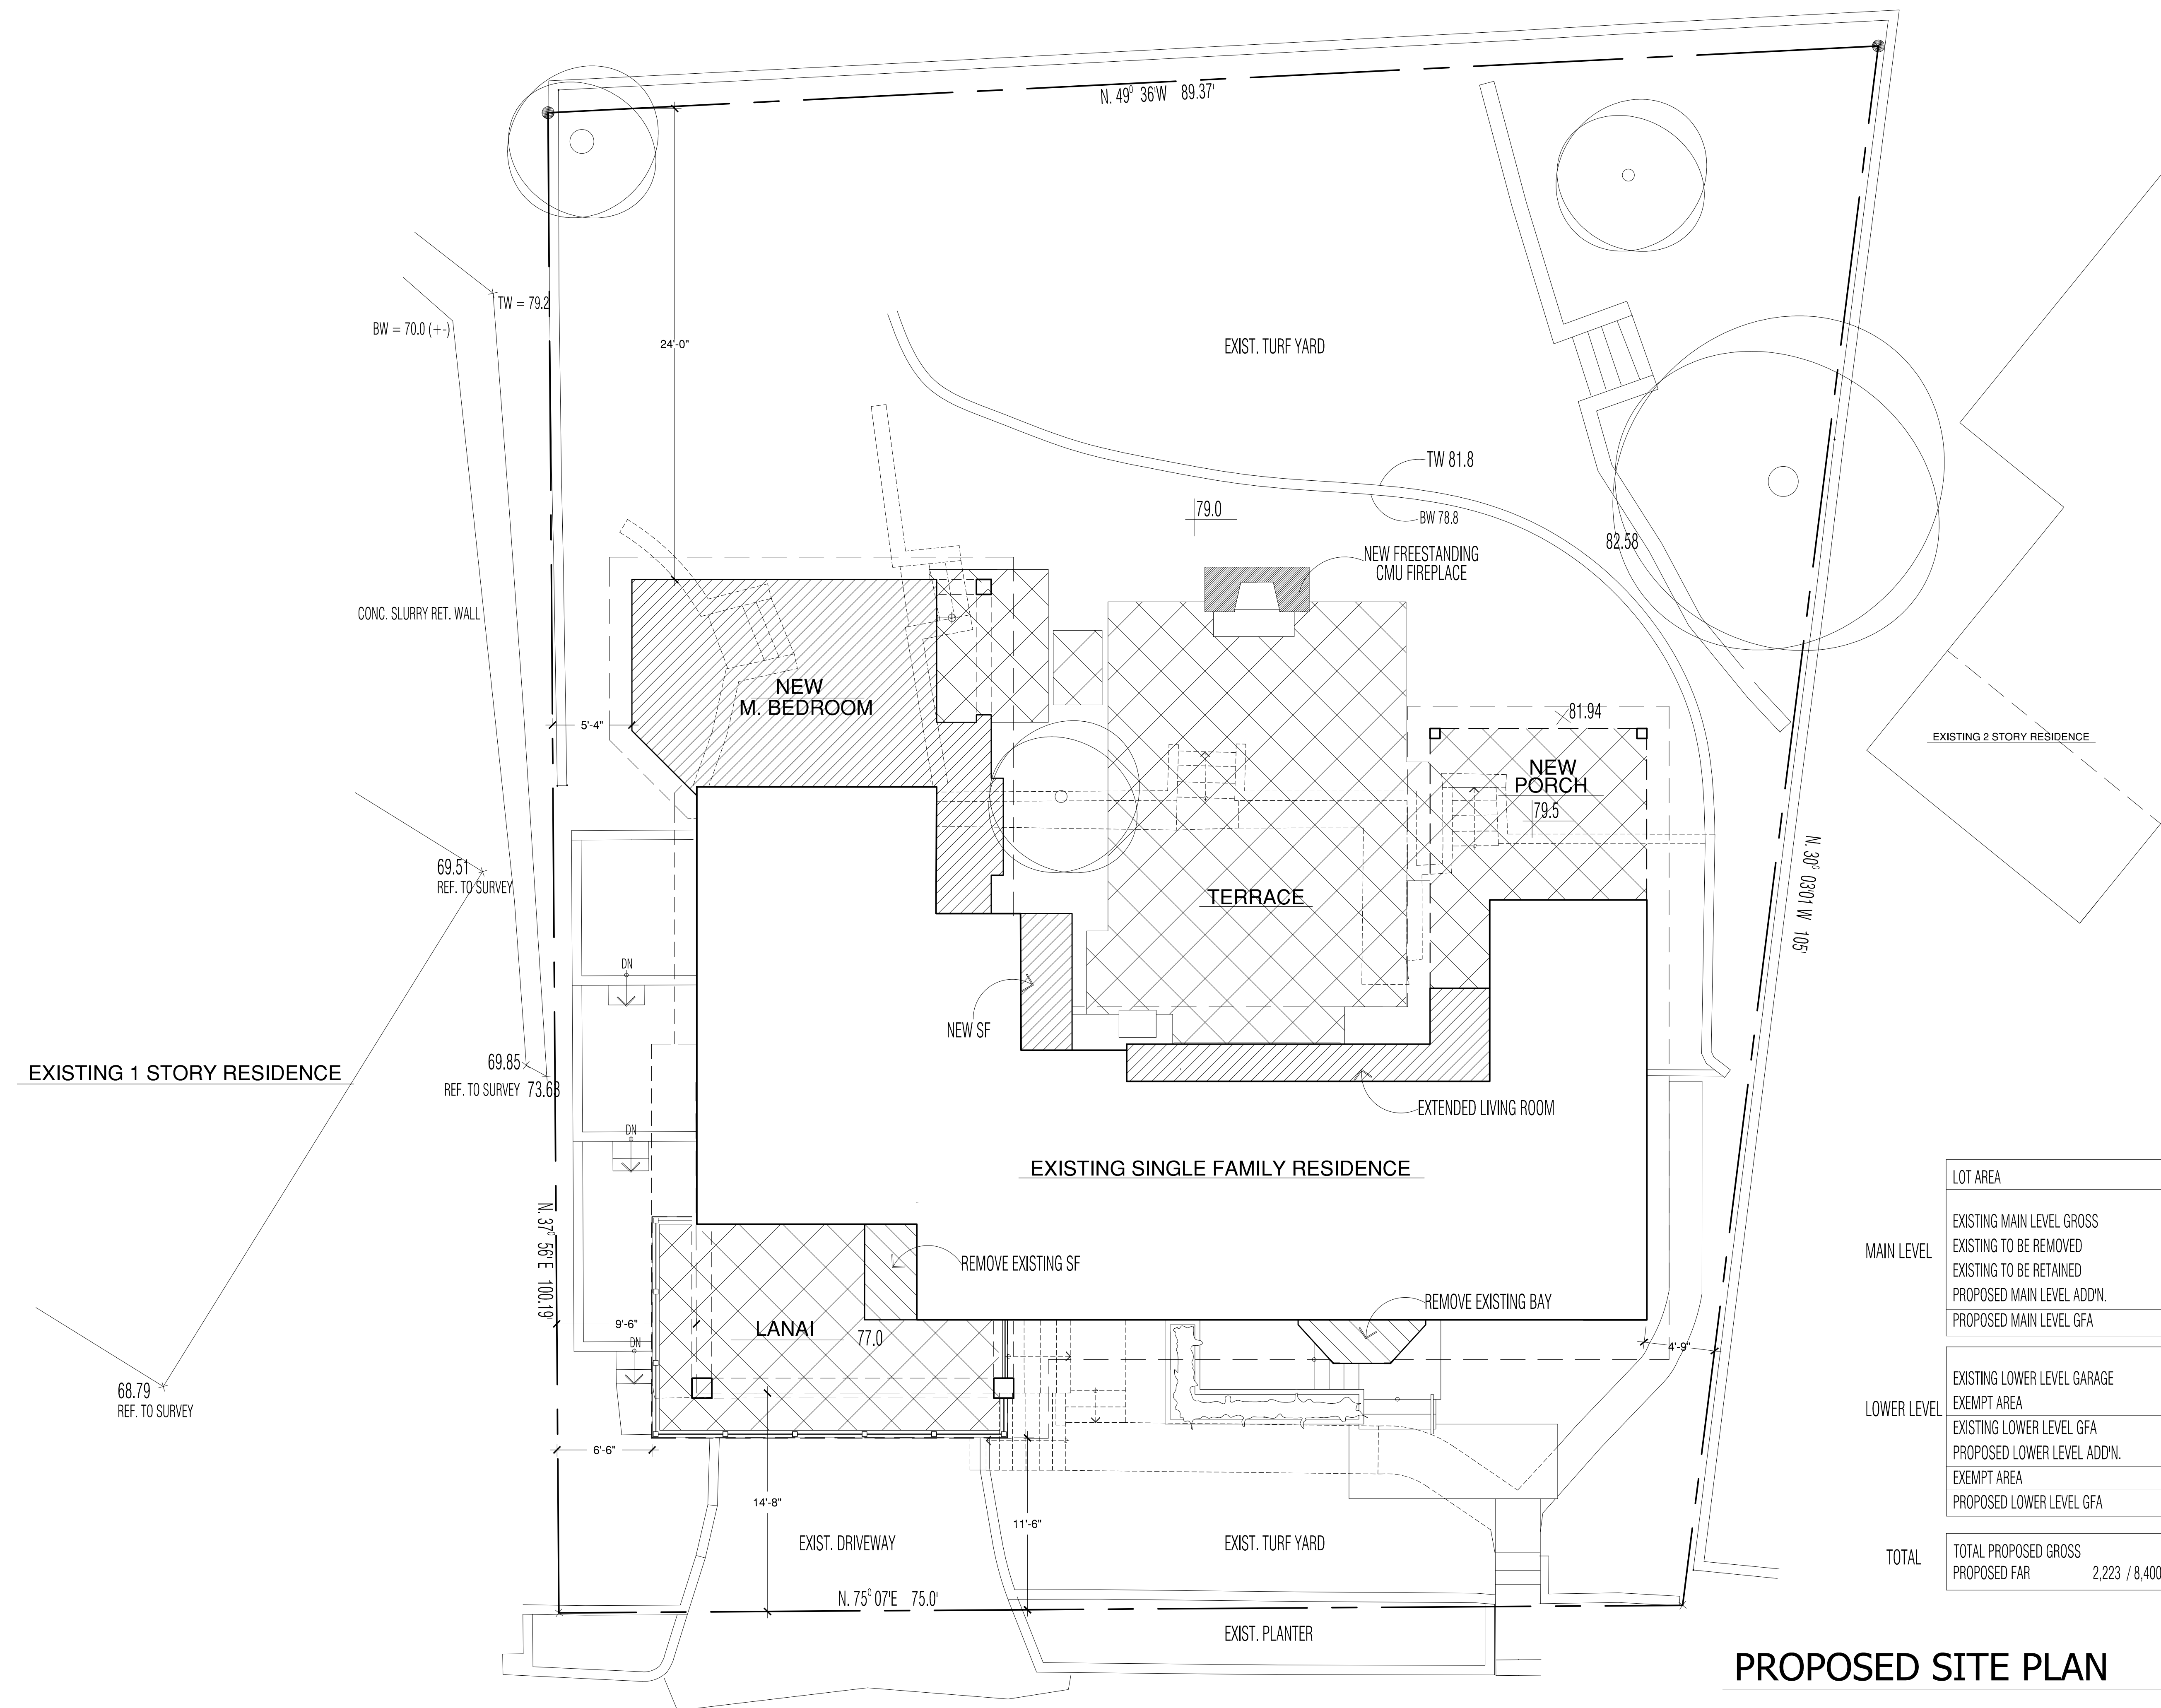 N. 49⁰ 36'W 89.37'
TW = 79.2
BW = 70.0 (+-)
24'-0"
EXIST. TURF YARD
TW 81.8
BW 78.8
79.0
82.58
NEW FREESTANDING
CMU FIREPLACE
CONC. SLURRY RET. WALL
NEW
M. BEDROOM
5'-4"
81.94
EXISTING 2 STORY RESIDENCE
NEW
PORCH
79.5
N. 30⁰ 03'01 W 105'
69.51
REF. TO SURVEY
TERRACE
DN
NEW SF
69.85
REF. TO SURVEY 73.63
EXISTING 1 STORY RESIDENCE
EXTENDED LIVING ROOM
DN
EXISTING SINGLE FAMILY RESIDENCE
N. 37⁰ 56'E 100.19'
REMOVE EXISTING SF
REMOVE EXISTING BAY
9'-6"
LANAI
77.0
DN
4'-9"
68.79
REF. TO SURVEY
6'-6"
14'-8"
11'-6"
EXIST. DRIVEWAY
EXIST. TURF YARD
N. 75⁰ 07'E 75.0'
EXIST. PLANTER
LOT AREA
MAIN LEVEL
EXISTING MAIN LEVEL GROSS
EXISTING TO BE REMOVED
EXISTING TO BE RETAINED
PROPOSED MAIN LEVEL ADD'N.
PROPOSED MAIN LEVEL GFA
LOWER LEVEL
EXISTING LOWER LEVEL GARAGE
EXEMPT AREA
EXISTING LOWER LEVEL GFA
PROPOSED LOWER LEVEL ADD'N.
EXEMPT AREA
PROPOSED LOWER LEVEL GFA
TOTAL
TOTAL PROPOSED GROSS
PROPOSED FAR 2,223 / 8,400
PROPOSED SITE PLAN